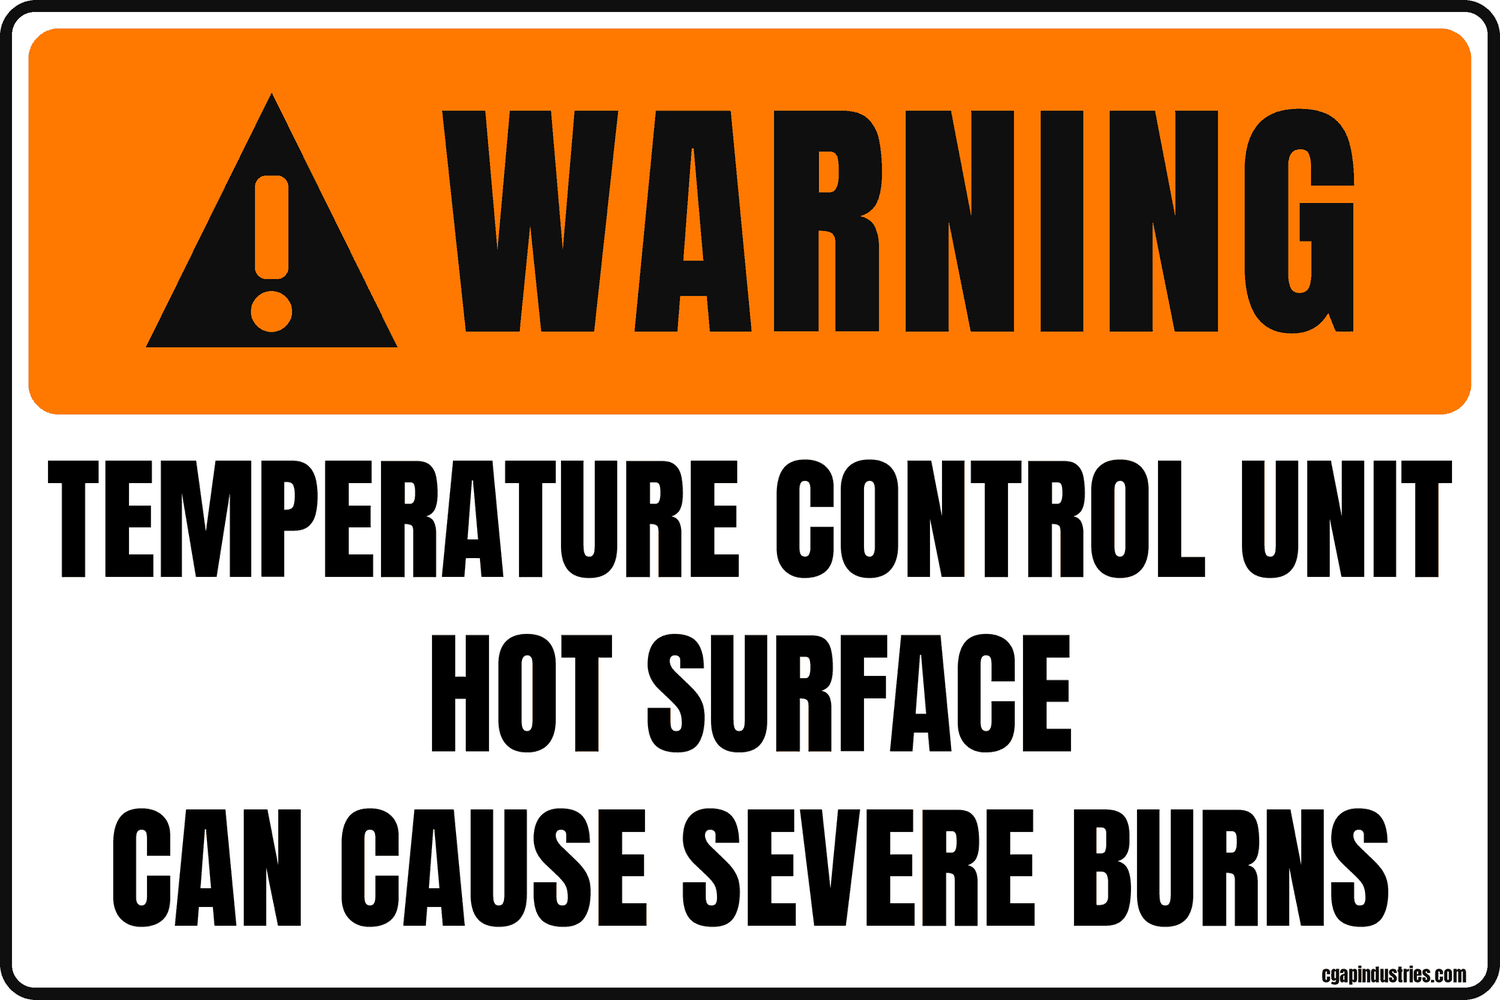 WARNING
TEMPERATURE CONTROL UNIT
HOT SURFACE
CAN CAUSE SEVERE BURNS
cgapindustries.com